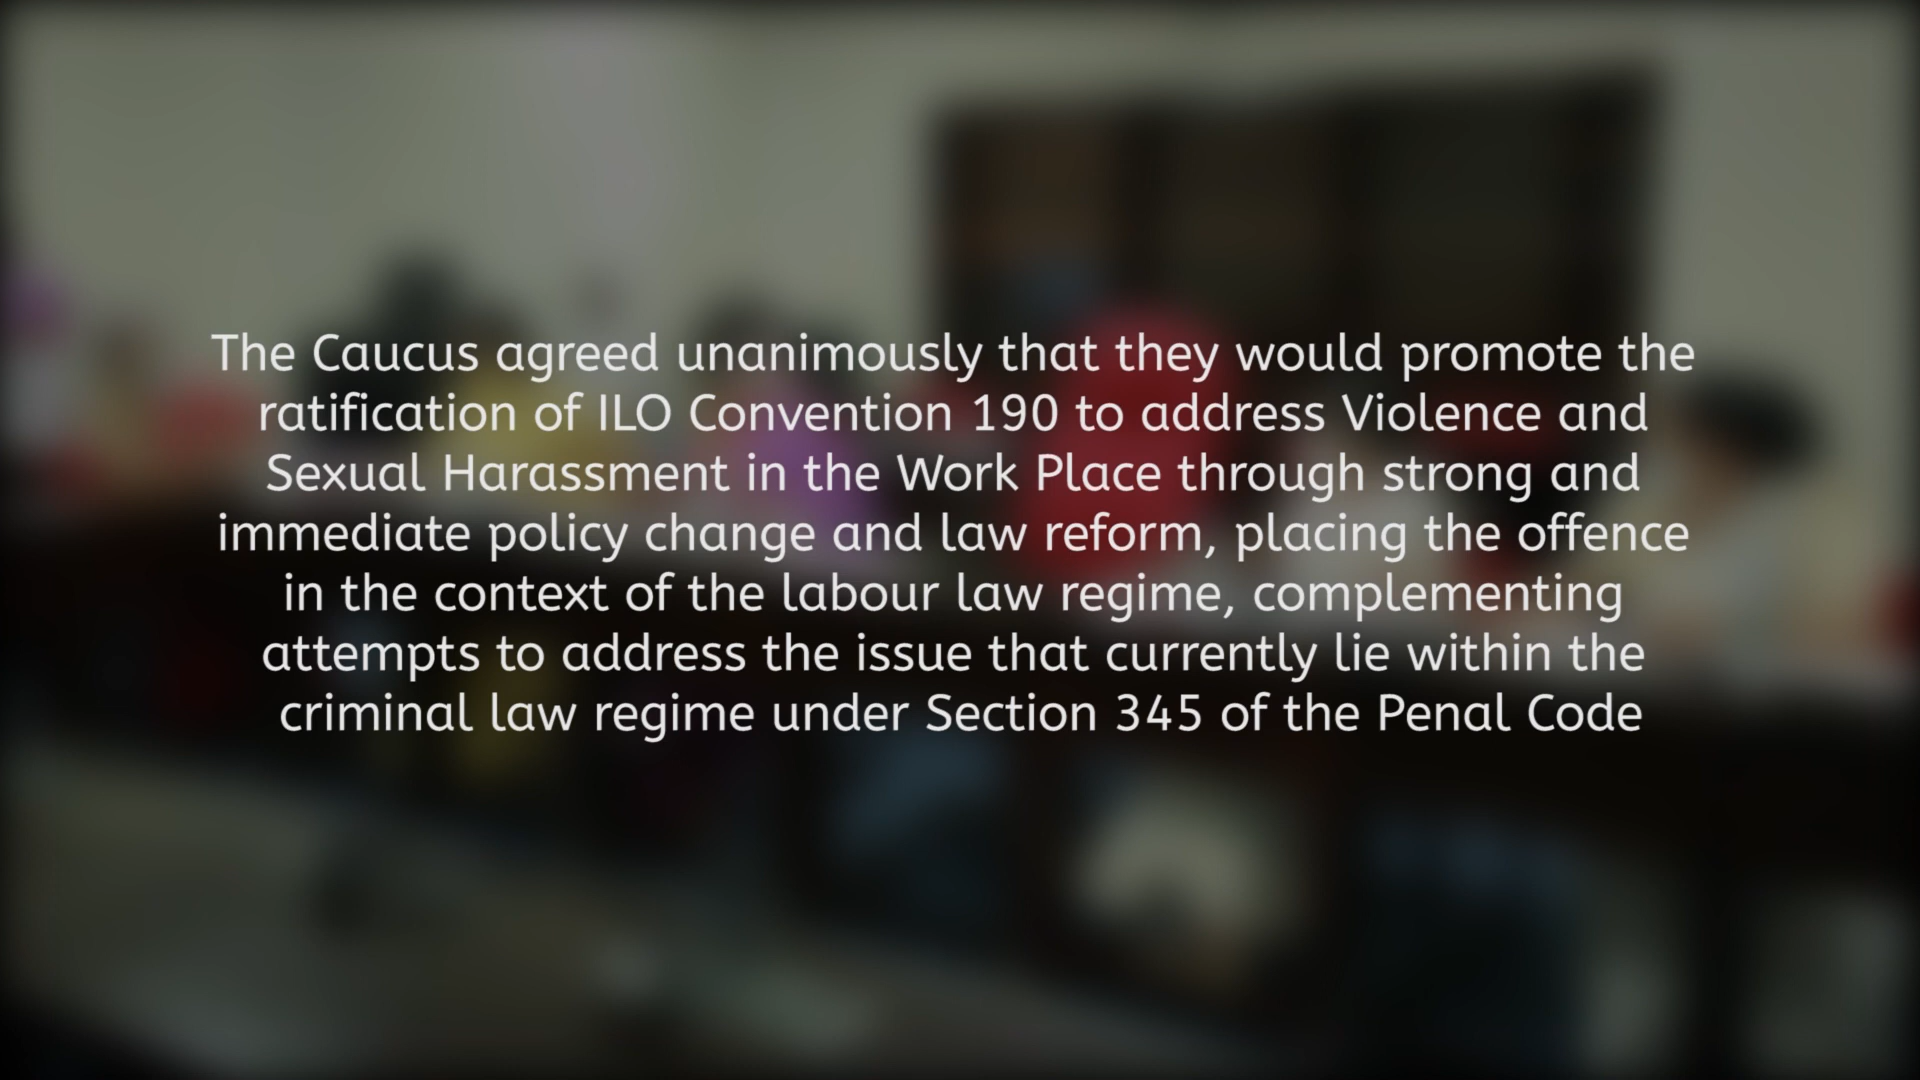 The Caucus agreed unanimously that they would promote the
ratification of ILO Convention 190 to address Violence and
Sexual Harassment in the Work Place through strong and
immediate policy change and law reform, placing the offence
in the context of the labour law regime, complementing
attempts to address the issue that currently lie within the
criminal law regime under Section 345 of the Penal Code